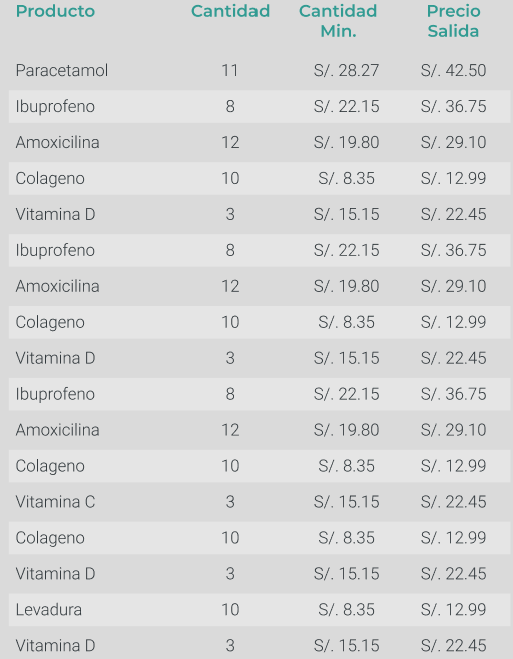 Producto Cantidad Cantidad Min. Precio Salida
Paracetamol 11 S/. 28.27 S/. 42.50
Ibuprofeno 8 S/. 22.15 S/. 36.75
Amoxicilina 12 S/. 19.80 S/. 29.10
Colageno 10 S/. 8.35 S/. 12.99
Vitamina D 3 S/. 15.15 S/. 22.45
Ibuprofeno 8 S/. 22.15 S/. 36.75
Amoxicilina 12 S/. 19.80 S/. 29.10
Colageno 10 S/. 8.35 S/. 12.99
Vitamina D 3 S/. 15.15 S/. 22.45
Ibuprofeno 8 S/. 22.15 S/. 36.75
Amoxicilina 12 S/. 19.80 S/. 29.10
Colageno 10 S/. 8.35 S/. 12.99
Vitamina C 3 S/. 15.15 S/. 22.45
Colageno 10 S/. 8.35 S/. 12.99
Vitamina D 3 S/. 15.15 S/. 22.45
Levadura 10 S/. 8.35 S/. 12.99
Vitamina D 3 S/. 15.15 S/. 22.45